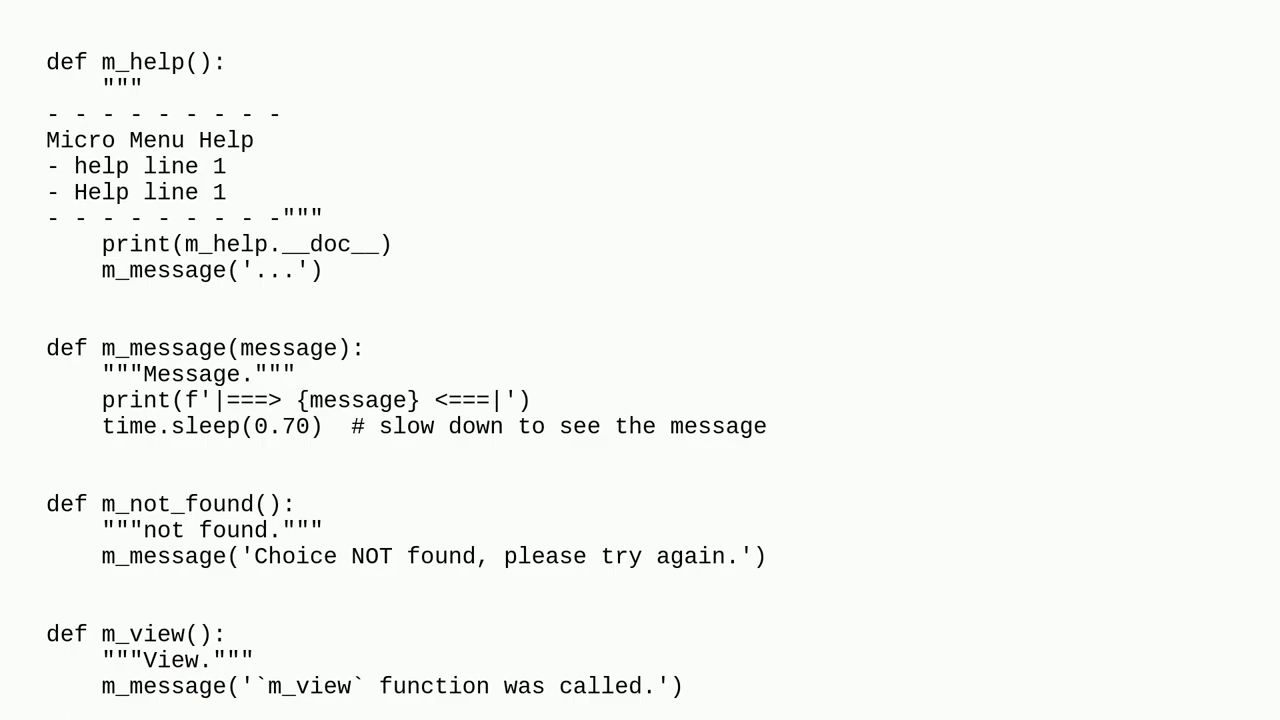 def m_help():
    """
- - - - - - - - -
Micro Menu Help
- help line 1
- Help line 1
- - - - - - - - -"""
    print(m_help.__doc__)
    m_message('...')
def m_message(message):
    """Message."""
    print(f'|===> {message} <===|')
    time.sleep(0.70)  # slow down to see the message
def m_not_found():
    """not found."""
    m_message('Choice NOT found, please try again.')
def m_view():
    """View."""
    m_message('`m_view` function was called.')